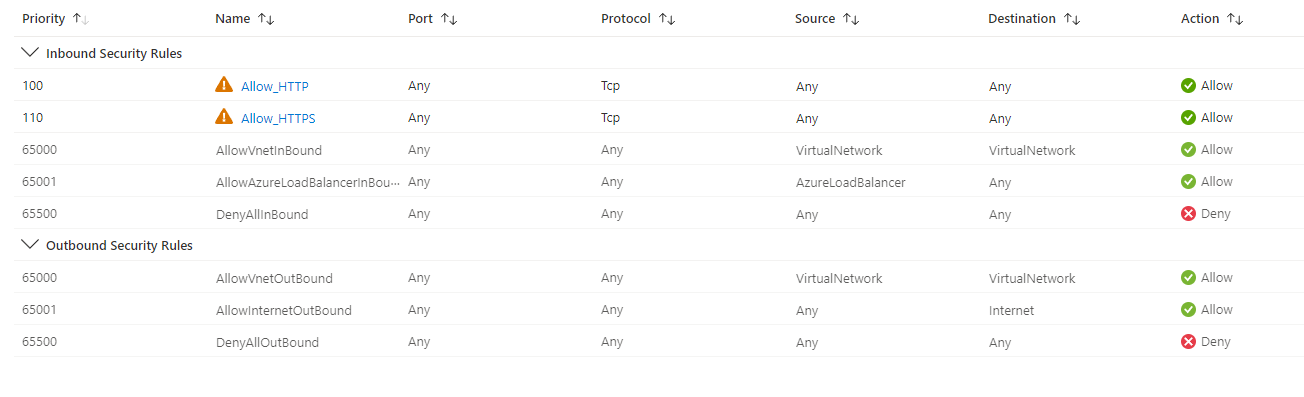 Priority Name Port Protocol Source Destination Action
Inbound Security Rules
100 Allow_HTTP Any Tcp Any Any Allow
110 Allow_HTTPS Any Tcp Any Any Allow
65000 AllowVnetInBound Any Any VirtualNetwork VirtualNetwork Allow
65001 AllowAzureLoadBalancerInBou... Any Any AzureLoadBalancer Any Allow
65500 DenyAllInBound Any Any Any Any Deny
Outbound Security Rules
65000 AllowVnetOutBound Any Any VirtualNetwork VirtualNetwork Allow
65001 AllowInternetOutBound Any Any Any Internet Allow
65500 DenyAllOutBound Any Any Any Any Deny